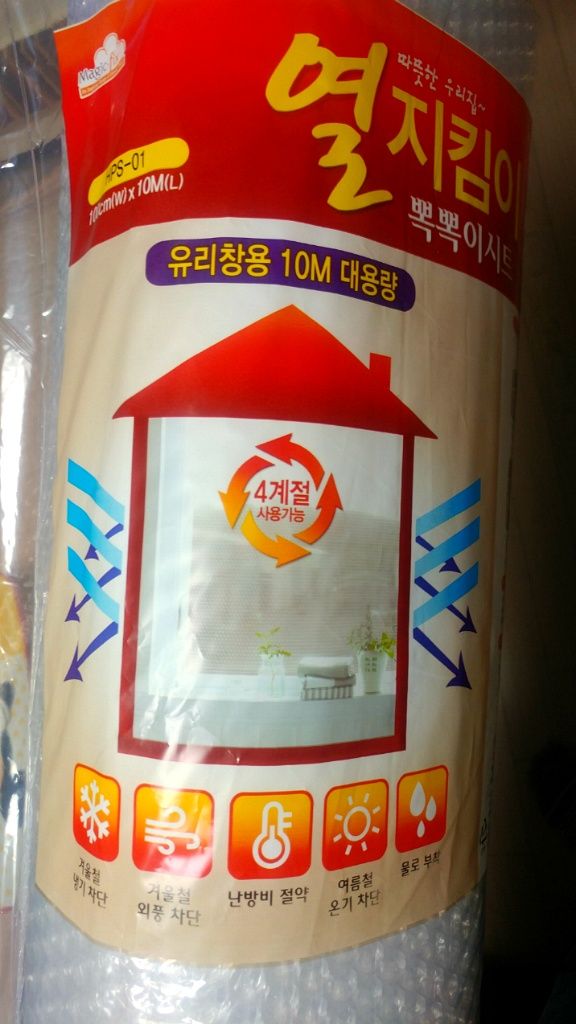 Magic fix
따뜻한 우리집~
열지킴이
뽁뽁이시트
HPS-01
10M(L)
유리창용 10M 대용량
4계절
사용가능
겨울철
냉기 차단
겨울철
외풍 차단
난방비 절약
여름철
온기 차단
물로 부착